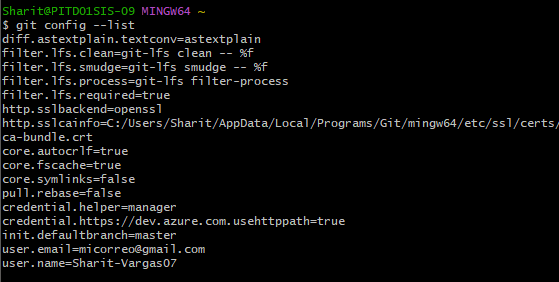 Sharit@PITDO1SIS-09 MINGW64 ~
$ git config --list
diff.astextplain.textconv=astextplain
filter.lfs.clean=git-lfs clean -- %f
filter.lfs.smudge=git-lfs smudge -- %f
filter.lfs.process=git-lfs filter-process
filter.lfs.required=true
http.sslbackend=openssl
http.sslcainfo=C:/Users/Sharit/AppData/Local/Programs/Git/mingw64/etc/ssl/certs/
ca-bundle.crt
core.autocrlf=true
core.fscache=true
core.symlinks=false
pull.rebase=false
credential.helper=manager
credential.https://dev.azure.com.usehttppath=true
init.defaultbranch=master
user.email=micorreo@gmail.com
user.name=Sharit-Vargas07